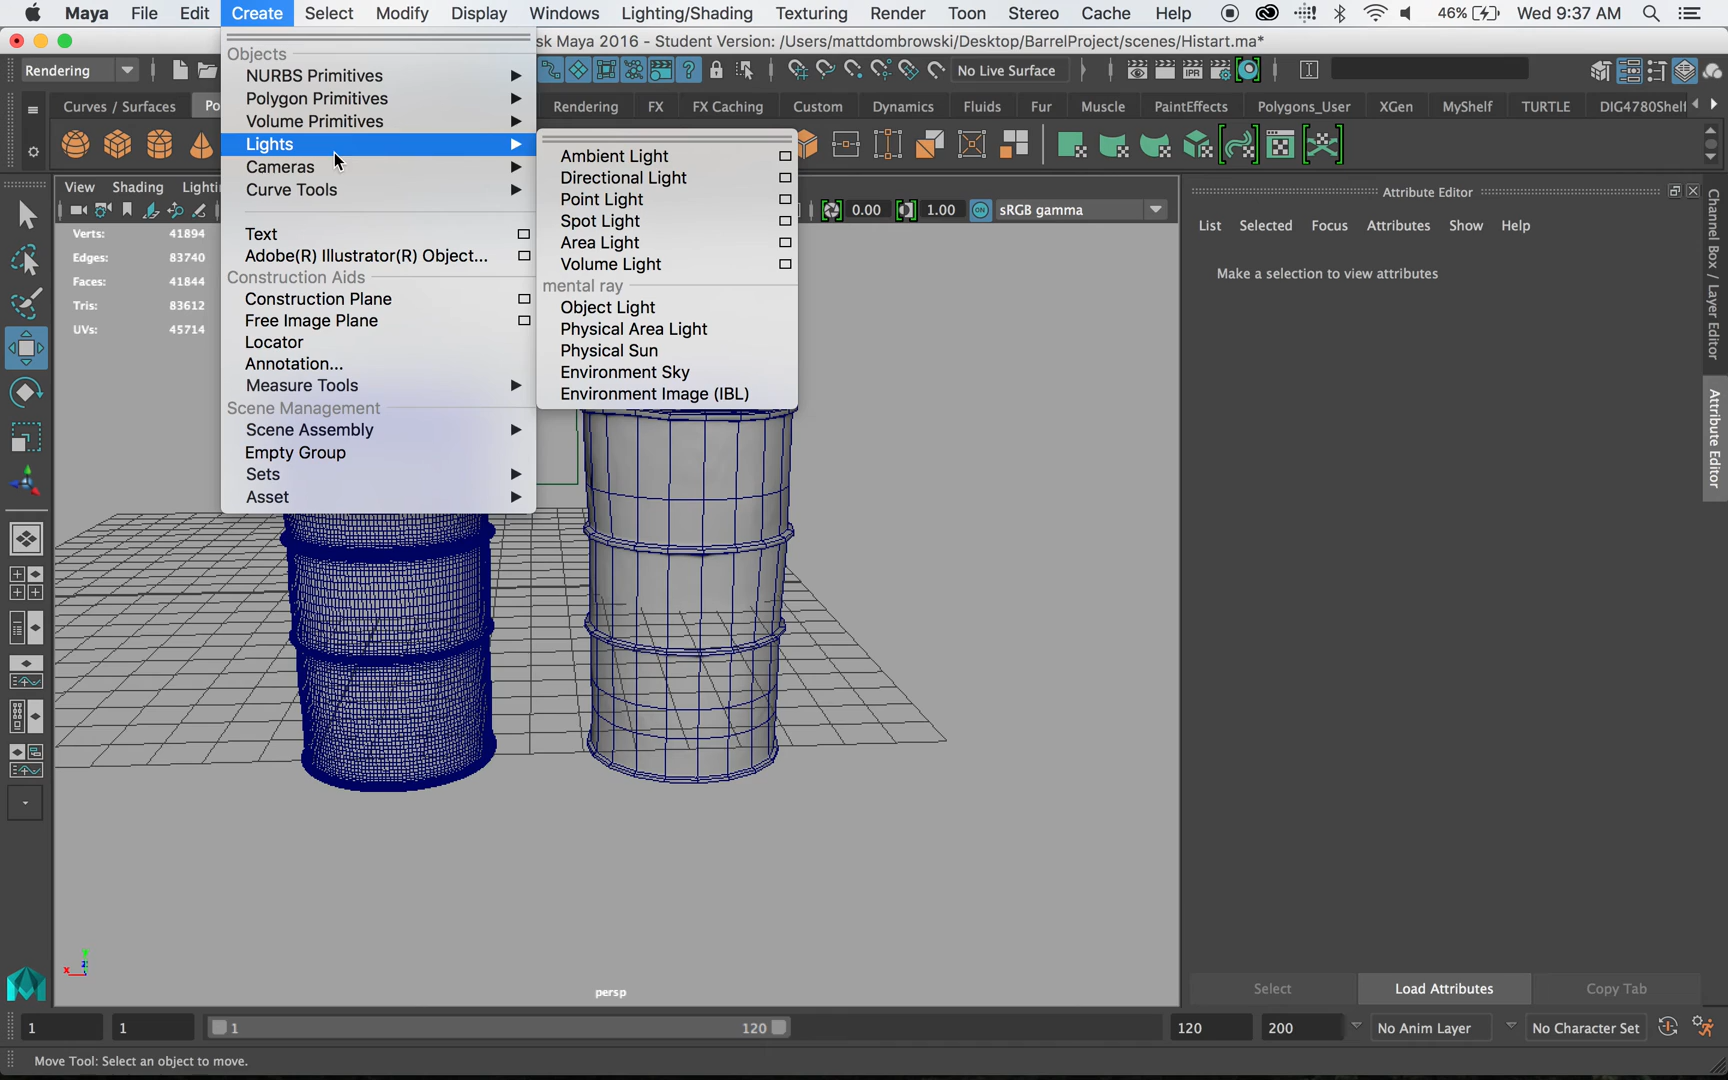 Maya File Edit Create Select Modify Display Windows Lighting/Shading Texturing Render Toon Stereo Cache Help 46% Wed 9:37 AM
sk Maya 2016 - Student Version: /Users/mattdombrowski/Desktop/BarrelProject/scenes/Histart.ma*
Rendering No Live Surface IPR
Curves / Surfaces Po Rendering FX FX Caching Custom Dynamics Fluids Fur Muscle PaintEffects Polygons_User XGen MyShelf TURTLE DIG4780Shelf
Objects
NURBS Primitives
Polygon Primitives
Volume Primitives
Lights
Cameras
Curve Tools
Text
Adobe(R) Illustrator(R) Object...
Construction Aids
Construction Plane
Free Image Plane
Locator
Annotation...
Measure Tools
Scene Management
Scene Assembly
Empty Group
Sets
Asset
Ambient Light
Directional Light
Point Light
Spot Light
Area Light
Volume Light
mental ray
Object Light
Physical Area Light
Physical Sun
Environment Sky
Environment Image (IBL)
View Shading Lighti
0.00 1.00 ON sRGB gamma
Verts: 41894
Edges: 83740
Faces: 41844
Tris: 83612
UVs: 45714
x z
persp
Attribute Editor
List Selected Focus Attributes Show Help
Make a selection to view attributes
Channel Box / Layer Editor
Attribute Editor
Select Load Attributes Copy Tab
1 1 1 120 120 200 No Anim Layer No Character Set
Move Tool: Select an object to move.